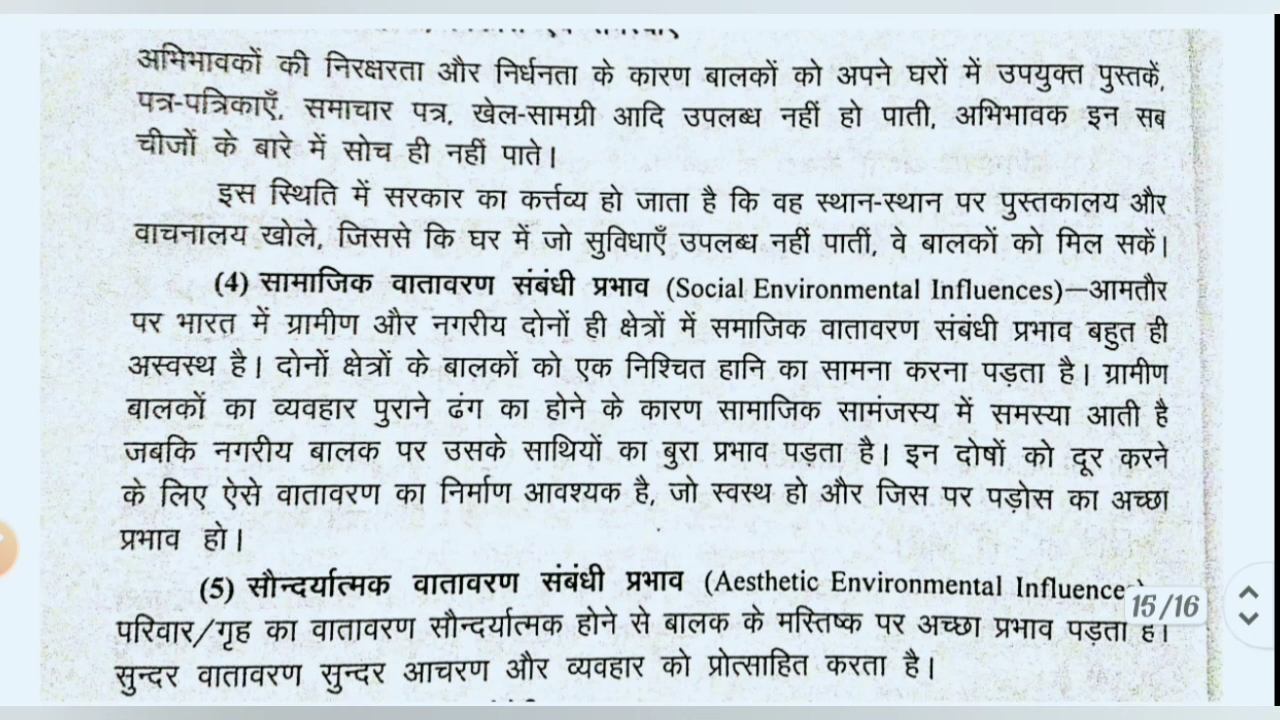 अभिभावकों की निरक्षरता और निर्धनता के कारण बालकों को अपने घरों में उपयुक्त पुस्तकें,
पत्र-पत्रिकाएँ, समाचार पत्र, खेल-सामग्री आदि उपलब्ध नहीं हो पाती, अभिभावक इन सब
चीजों के बारे में सोच ही नहीं पाते।
इस स्थिति में सरकार का कर्त्तव्य हो जाता है कि वह स्थान-स्थान पर पुस्तकालय और
वाचनालय खोले, जिससे कि घर में जो सुविधाएँ उपलब्ध नहीं पातीं, वे बालकों को मिल सकें।
(4) सामाजिक वातावरण संबंधी प्रभाव (Social Environmental Influences)—आमतौर
पर भारत में ग्रामीण और नगरीय दोनों ही क्षेत्रों में समाजिक वातावरण संबंधी प्रभाव बहुत ही
अस्वस्थ है। दोनों क्षेत्रों के बालकों को एक निश्चित हानि का सामना करना पड़ता है। ग्रामीण
बालकों का व्यवहार पुराने ढंग का होने के कारण सामाजिक सामंजस्य में समस्या आती है
जबकि नगरीय बालक पर उसके साथियों का बुरा प्रभाव पड़ता है। इन दोषों को दूर करने
के लिए ऐसे वातावरण का निर्माण आवश्यक है, जो स्वस्थ हो और जिस पर पड़ोस का अच्छा
प्रभाव हो।
(5) सौन्दर्यात्मक वातावरण संबंधी प्रभाव (Aesthetic Environmental Influence
15/16
परिवार/गृह का वातावरण सौन्दर्यात्मक होने से बालक के मस्तिष्क पर अच्छा प्रभाव पड़ता है।
सुन्दर वातावरण सुन्दर आचरण और व्यवहार को प्रोत्साहित करता है।